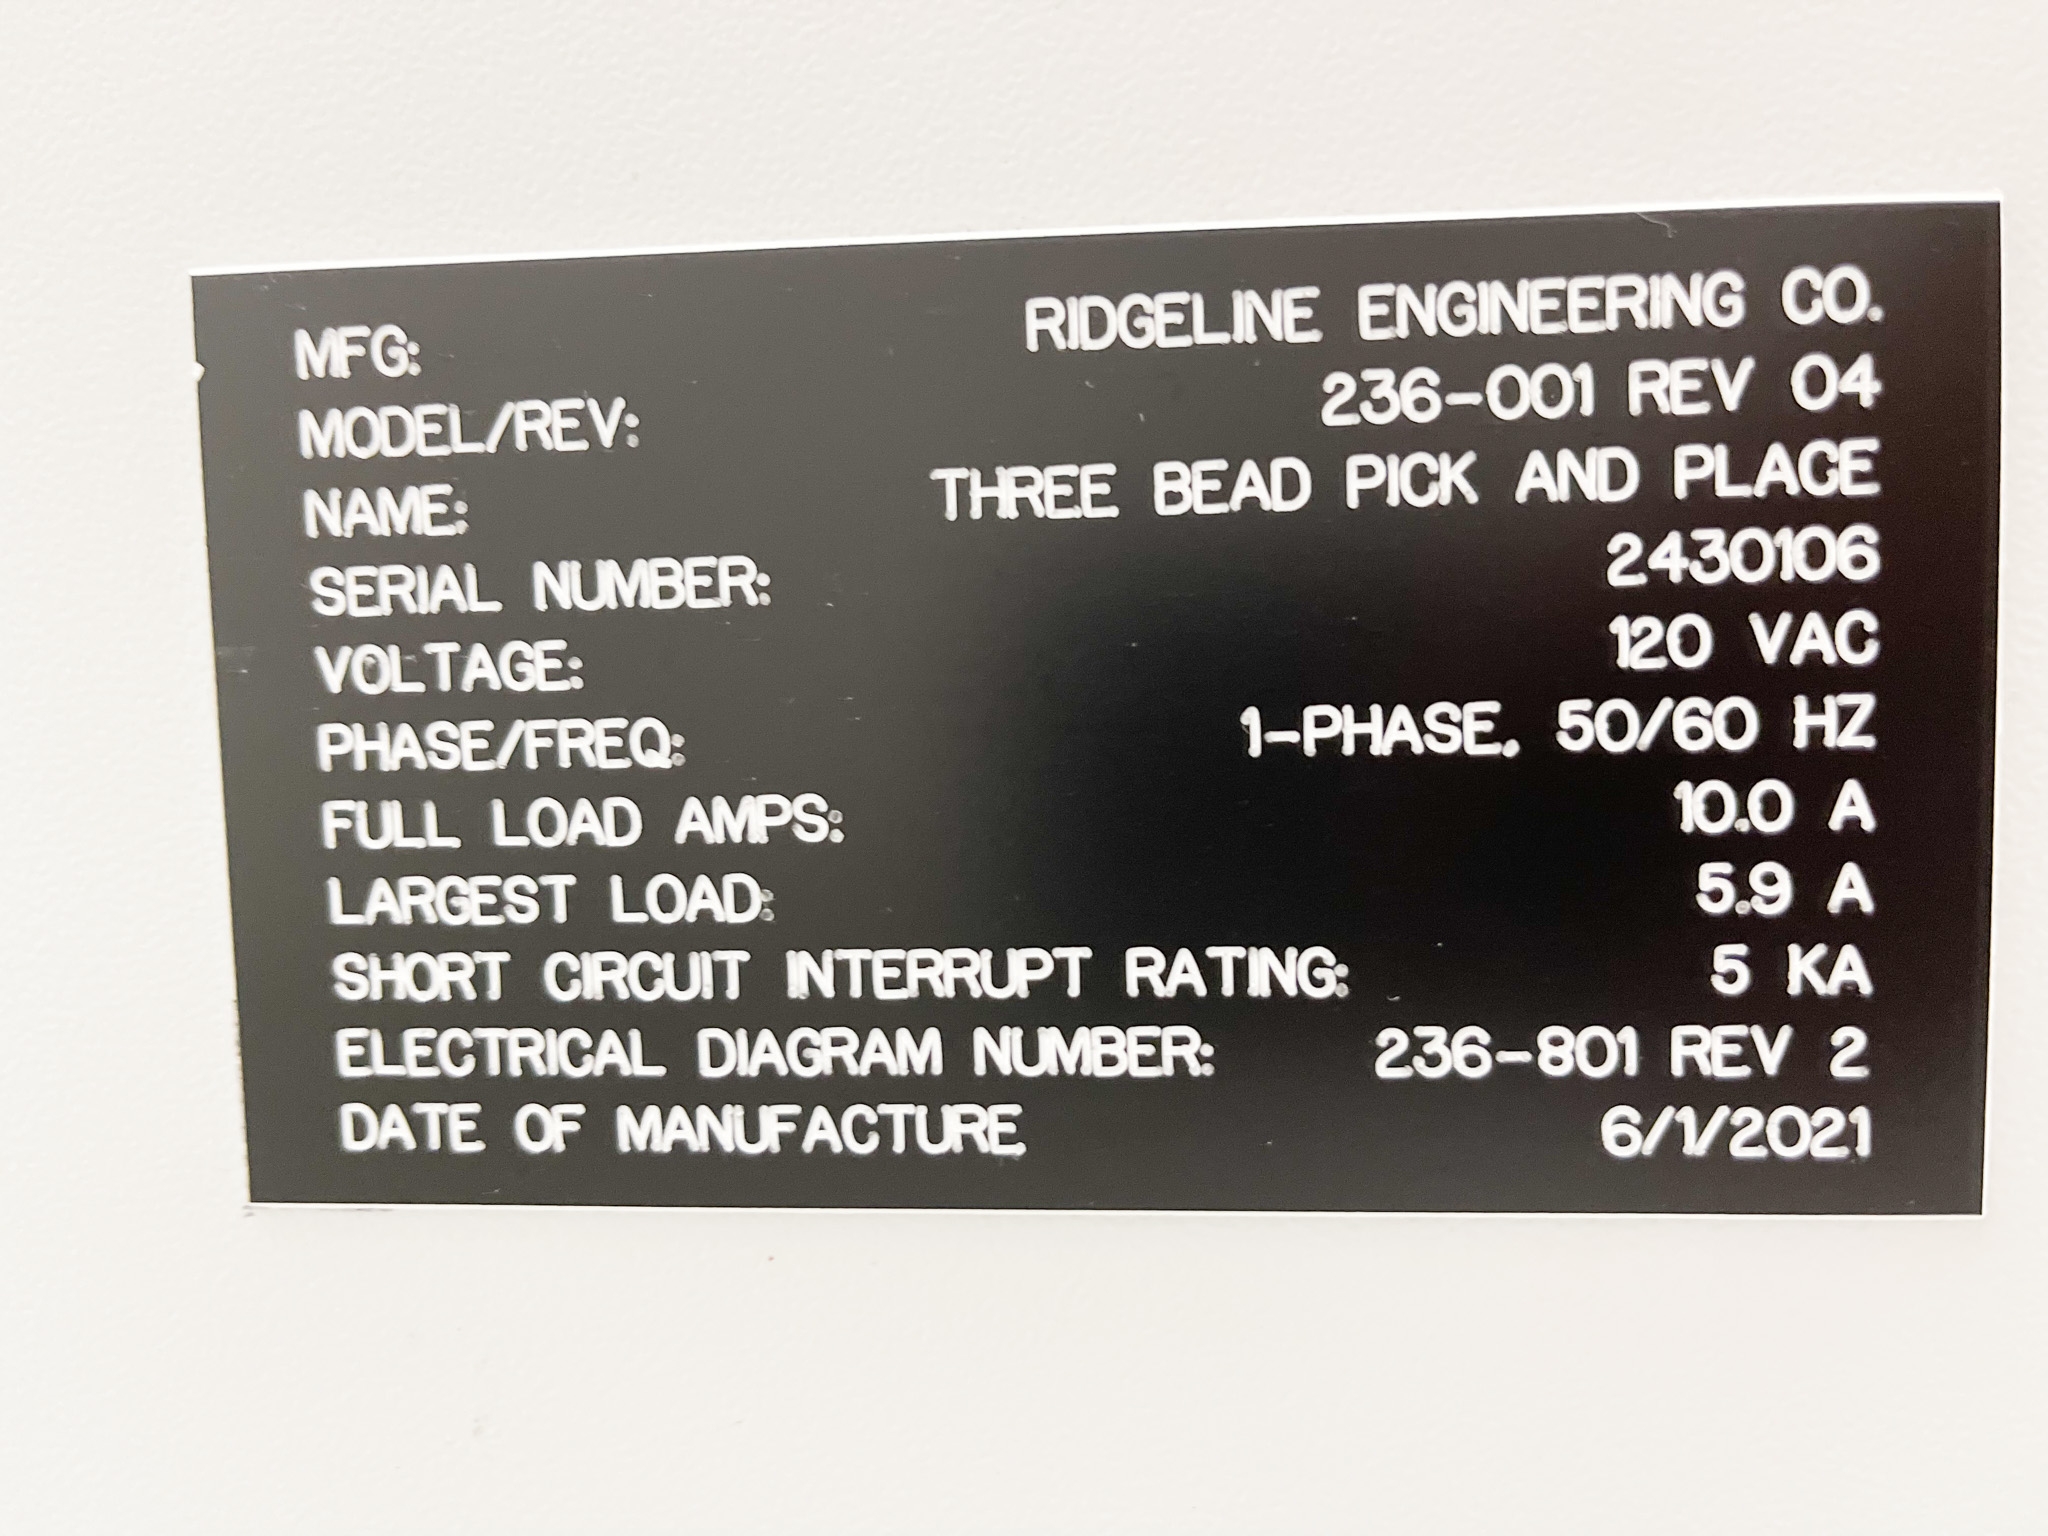 MFG: RIDGELINE ENGINEERING CO.
MODEL/REV: 236-001 REV 04
NAME: THREE BEAD PICK AND PLACE
SERIAL NUMBER: 2430106
VOLTAGE: 120 VAC
PHASE/FREQ: 1-PHASE, 50/60 HZ
FULL LOAD AMPS: 10.0 A
LARGEST LOAD: 5.9 A
SHORT CIRCUIT INTERRUPT RATING: 5 KA
ELECTRICAL DIAGRAM NUMBER: 236-801 REV 2
DATE OF MANUFACTURE 6/1/2021